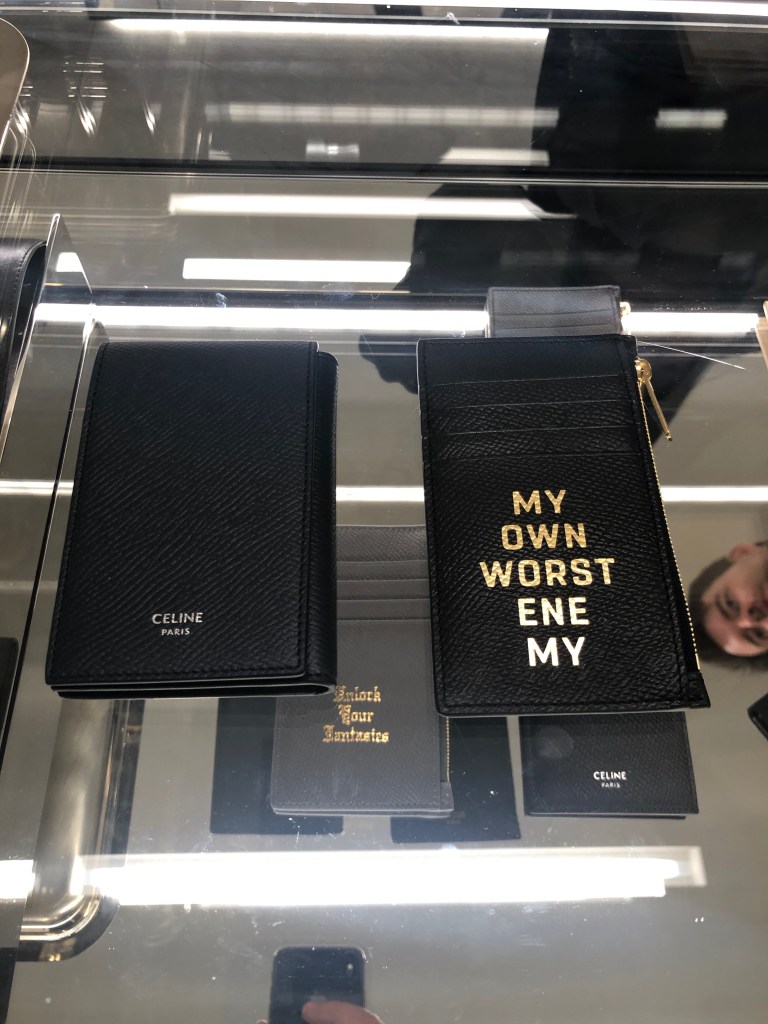 CELINE
PARIS
MY
OWN
WORST
ENE
MY
Unlock
Your
Fantasies
CELINE
PARIS